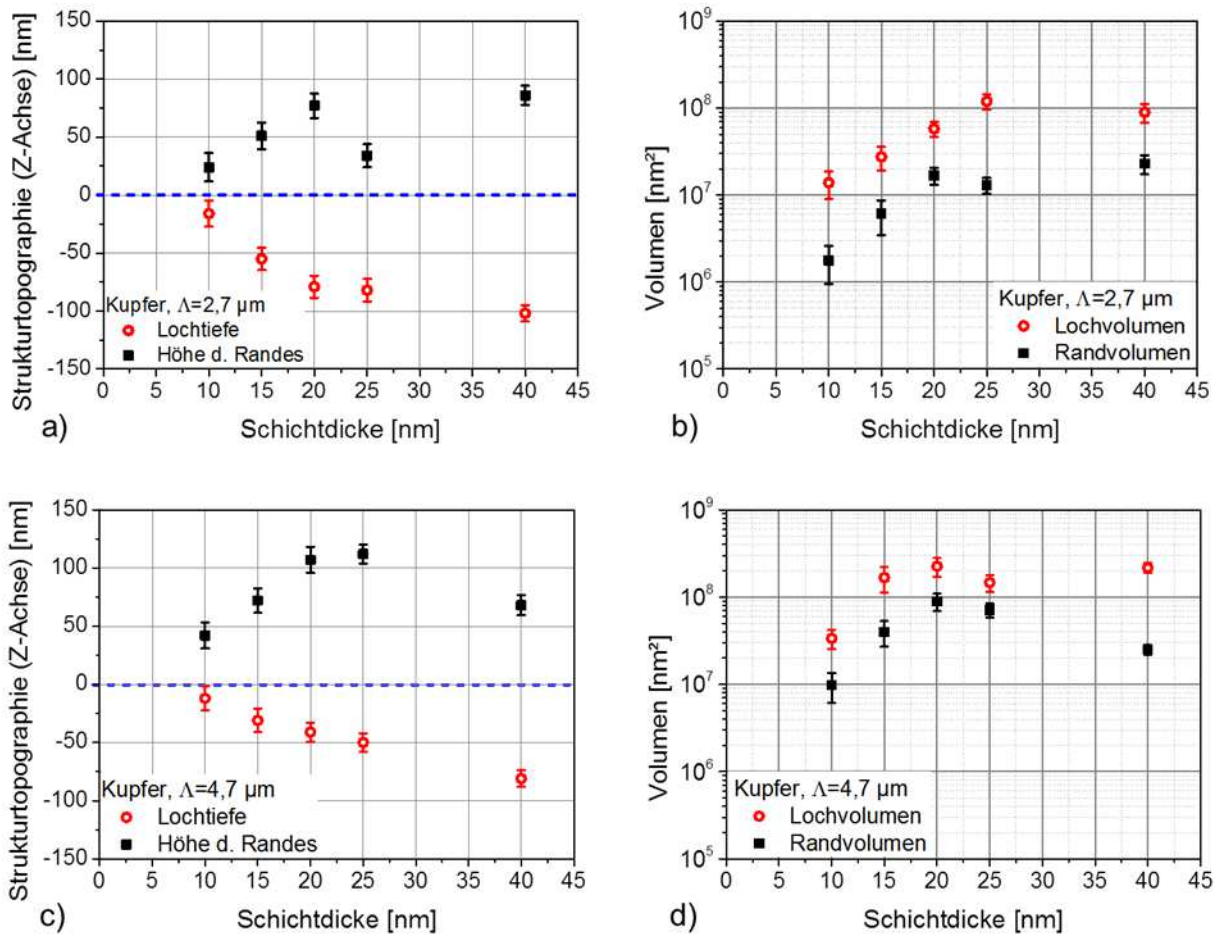 Strukturtopographie (Z-Achse) [nm]
150
100
50
0
-50
-100
-150
Kupfer, Λ=2,7 µm
Lochtiefe
Höhe d. Randes
0 5 10 15 20 25 30 35 40 45
Schichtdicke [nm]
a)
Volumen [nm²]
10⁹
10⁸
10⁷
10⁶
10⁵
Kupfer, Λ=2,7 µm
Lochvolumen
Randvolumen
0 5 10 15 20 25 30 35 40 45
Schichtdicke [nm]
b)
Strukturtopographie (Z-Achse) [nm]
150
100
50
0
-50
-100
-150
Kupfer, Λ=4,7 µm
Lochtiefe
Höhe d. Randes
0 5 10 15 20 25 30 35 40 45
Schichtdicke [nm]
c)
Volumen [nm²]
10⁹
10⁸
10⁷
10⁶
10⁵
Kupfer, Λ=4,7 µm
Lochvolumen
Randvolumen
0 5 10 15 20 25 30 35 40 45
Schichtdicke [nm]
d)